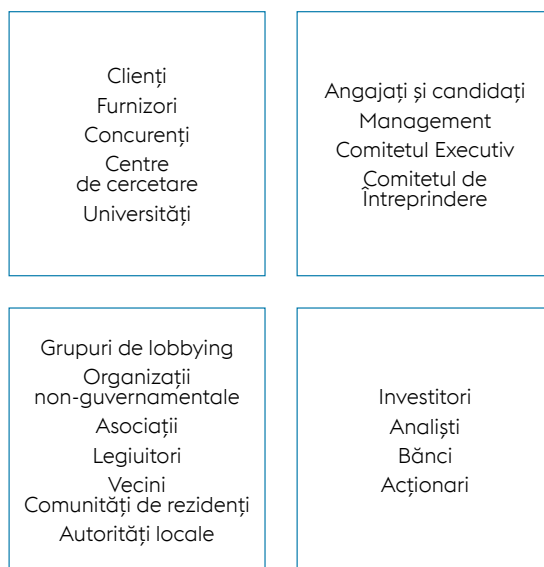 Clienți
Furnizori
Concurenți
Centre
de cercetare
Universități
Angajați și candidați
Management
Comitetul Executiv
Comitetul de
Întreprindere
Grupuri de lobbying
Organizații
non-guvernamentale
Asociații
Legiuitori
Vecini
Comunități de rezidenți
Autorități locale
Investitori
Analiști
Bănci
Acționari